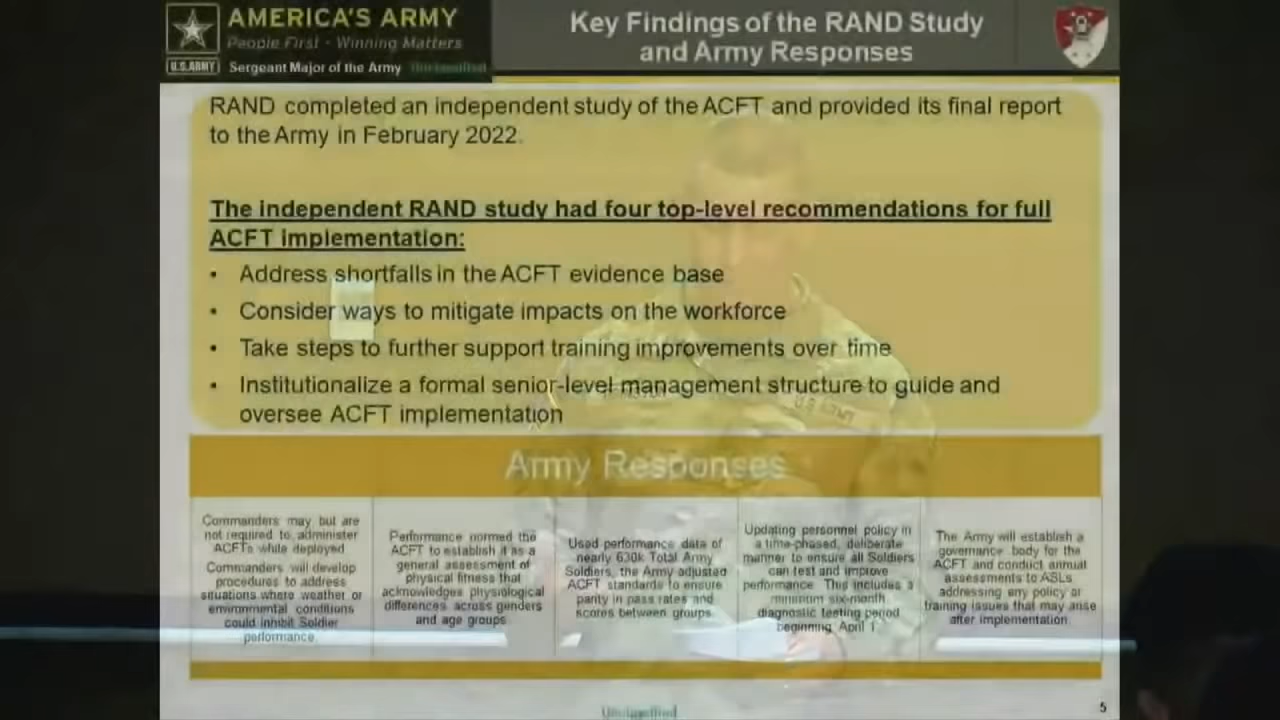 AMERICA'S ARMY
People First · Winning Matters
U.S.ARMY
Sergeant Major of the Army Unclassified
Key Findings of the RAND Study
and Army Responses
RAND completed an independent study of the ACFT and provided its final report
to the Army in February 2022.
The independent RAND study had four top-level recommendations for full
ACFT implementation:
• Address shortfalls in the ACFT evidence base
• Consider ways to mitigate impacts on the workforce
• Take steps to further support training improvements over time
• Institutionalize a formal senior-level management structure to guide and
oversee ACFT implementation
U.S. ARMY
Army Responses
Commanders may but are
not required to administer
ACFTs while deployed
Commanders will develop
procedures to address
situations where weather or
environmental conditions
could inhibit Soldier
performance.
Performance normed the
ACFT to establish it as a
general assessment of
physical fitness that
acknowledges physiological
differences across genders
and age groups
Used performance data of
nearly 630k Total Army
Soldiers, the Army adjusted
ACFT standards to ensure
parity in pass rates and
scores between groups.
Updating personnel policy in
a time-phased, deliberate
manner to ensure all Soldiers
can test and improve
performance. This includes a
minimum six-month
diagnostic testing period
beginning April 1
The Army will establish a
governance body for the
ACFT and conduct annual
assessments to ASLs
addressing any policy or
training issues that may arise
after implementation
Unclassified
5